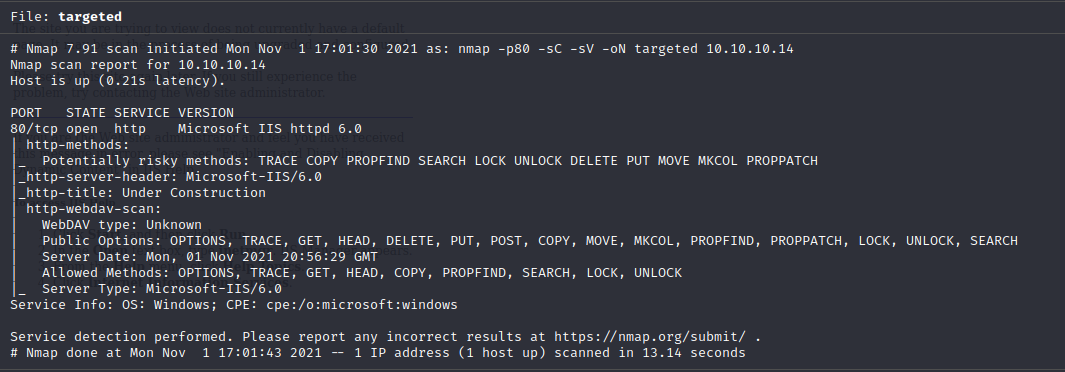 File: targeted
# Nmap 7.91 scan initiated Mon Nov  1 17:01:30 2021 as: nmap -p80 -sC -sV -oN targeted 10.10.10.14
Nmap scan report for 10.10.10.14
Host is up (0.21s latency).
PORT   STATE SERVICE VERSION
80/tcp open  http    Microsoft IIS httpd 6.0
| http-methods:
|_  Potentially risky methods: TRACE COPY PROPFIND SEARCH LOCK UNLOCK DELETE PUT MOVE MKCOL PROPPATCH
|_http-server-header: Microsoft-IIS/6.0
|_http-title: Under Construction
| http-webdav-scan:
|   WebDAV type: Unknown
|   Public Options: OPTIONS, TRACE, GET, HEAD, DELETE, PUT, POST, COPY, MOVE, MKCOL, PROPFIND, PROPPATCH, LOCK, UNLOCK, SEARCH
|   Server Date: Mon, 01 Nov 2021 20:56:29 GMT
|   Allowed Methods: OPTIONS, TRACE, GET, HEAD, COPY, PROPFIND, SEARCH, LOCK, UNLOCK
|_  Server Type: Microsoft-IIS/6.0
Service Info: OS: Windows; CPE: cpe:/o:microsoft:windows
Service detection performed. Please report any incorrect results at https://nmap.org/submit/ .
# Nmap done at Mon Nov  1 17:01:43 2021 -- 1 IP address (1 host up) scanned in 13.14 seconds